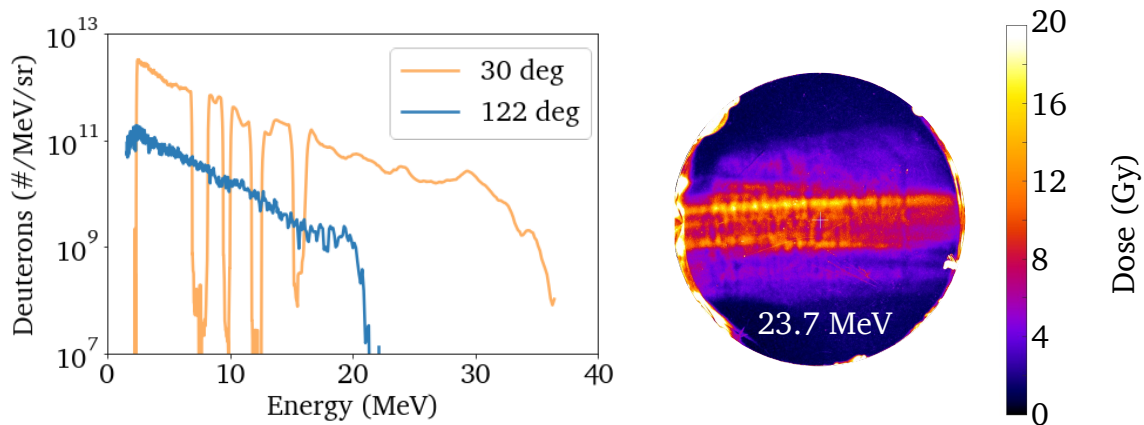 Deuterons (#/MeV/sr)
10^13
10^11
10^9
10^7
30 deg
122 deg
0 10 20 30 40
Energy (MeV)
23.7 MeV
20
16
12
8
4
0
Dose (Gy)